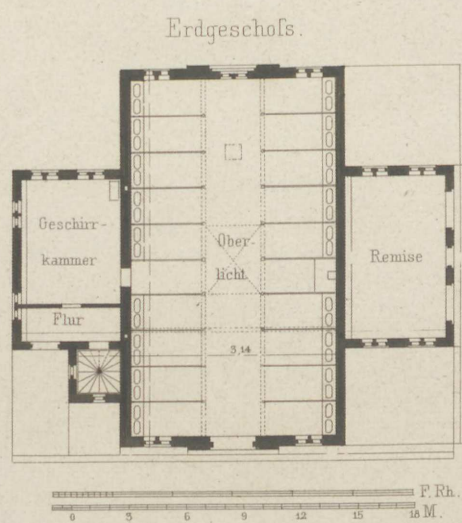 Erdgeschoſs.
Geschirr-
kammer
Ober-
licht.
Remise
Flur
3,14
F. Rh.
0 3 6 9 12 15 18 M.